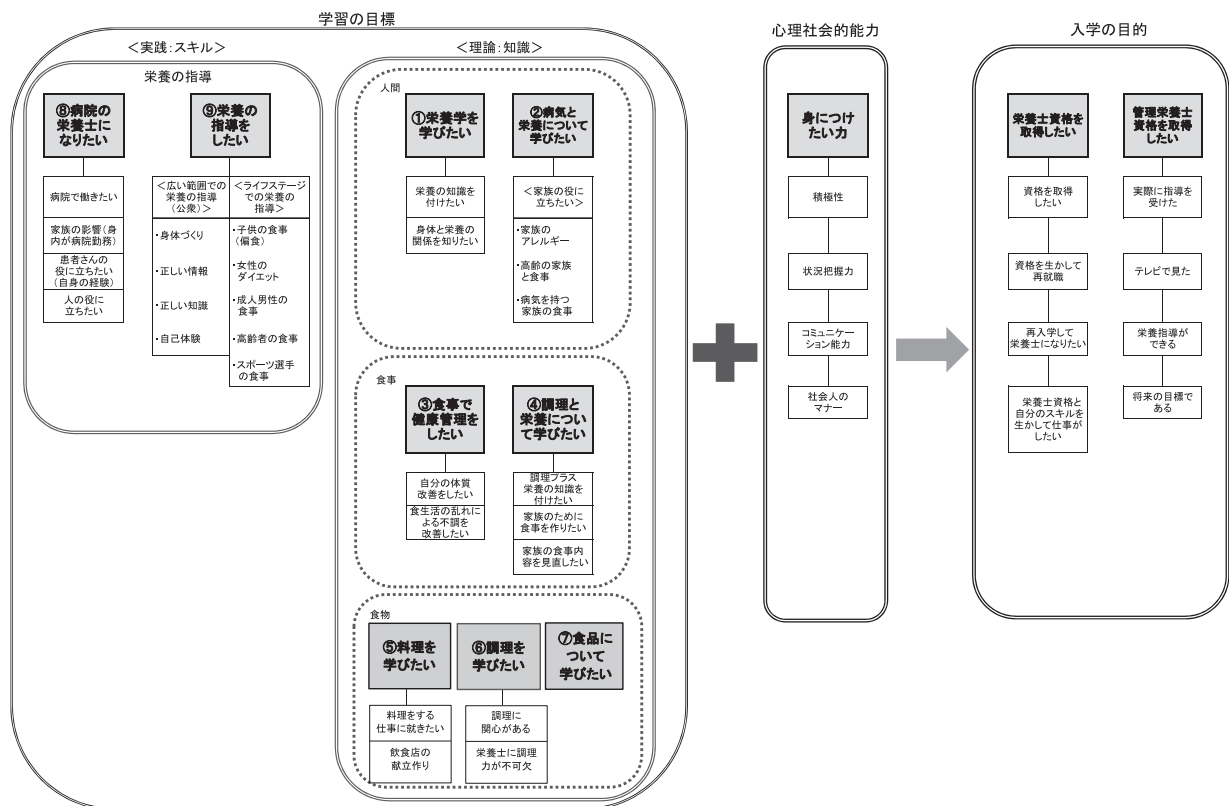 学習の目標
＜実践：スキル＞
栄養の指導
⑧病院の
栄養士に
なりたい
病院で働きたい
家族の影響（身
内が病院勤務）
患者さんの
役に立ちたい
（自身の経験）
人の役に
立ちたい
⑨栄養の
指導を
したい
＜広い範囲での
栄養の指導
（公衆）＞
・身体づくり
・正しい情報
・正しい知識
・自己体験
＜ライフステージ
での栄養の
指導＞
・子供の食事
（偏食）
・女性の
ダイエット
・成人男性の
食事
・高齢者の食事
・スポーツ選手
の食事
＜理論：知識＞
人間
①栄養学を
学びたい
栄養の知識を
付けたい
身体と栄養の
関係を知りたい
②病気と
栄養について
学びたい
＜家族の役に
立ちたい＞
・家族の
アレルギー
・高齢の家族
と食事
・病気を持つ
家族の食事
食事
③食事で
健康管理を
したい
自分の体質
改善をしたい
食生活の乱れに
よる不調を
改善したい
④調理と
栄養につい
て学びたい
調理プラス
栄養の知識を
付けたい
家族のために
食事を作りたい
家族の食事内
容を見直したい
食物
⑤料理を
学びたい
料理をする
仕事に就きたい
飲食店の
献立作り
⑥調理を
学びたい
調理に
関心がある
栄養士に調理
力が不可欠
⑦食品に
ついて
学びたい
心理社会的能力
身につけ
たい力
積極性
状況把握力
コミュニケー
ション能力
社会人の
マナー
入学の目的
栄養士資格を
取得したい
資格を取得
したい
資格を生かして
再就職
再入学して
栄養士になりたい
栄養士資格と
自分のスキルを
生かして仕事が
したい
管理栄養士
資格を取得
したい
実際に指導を
受けた
テレビで見た
栄養指導が
できる
将来の目標で
ある